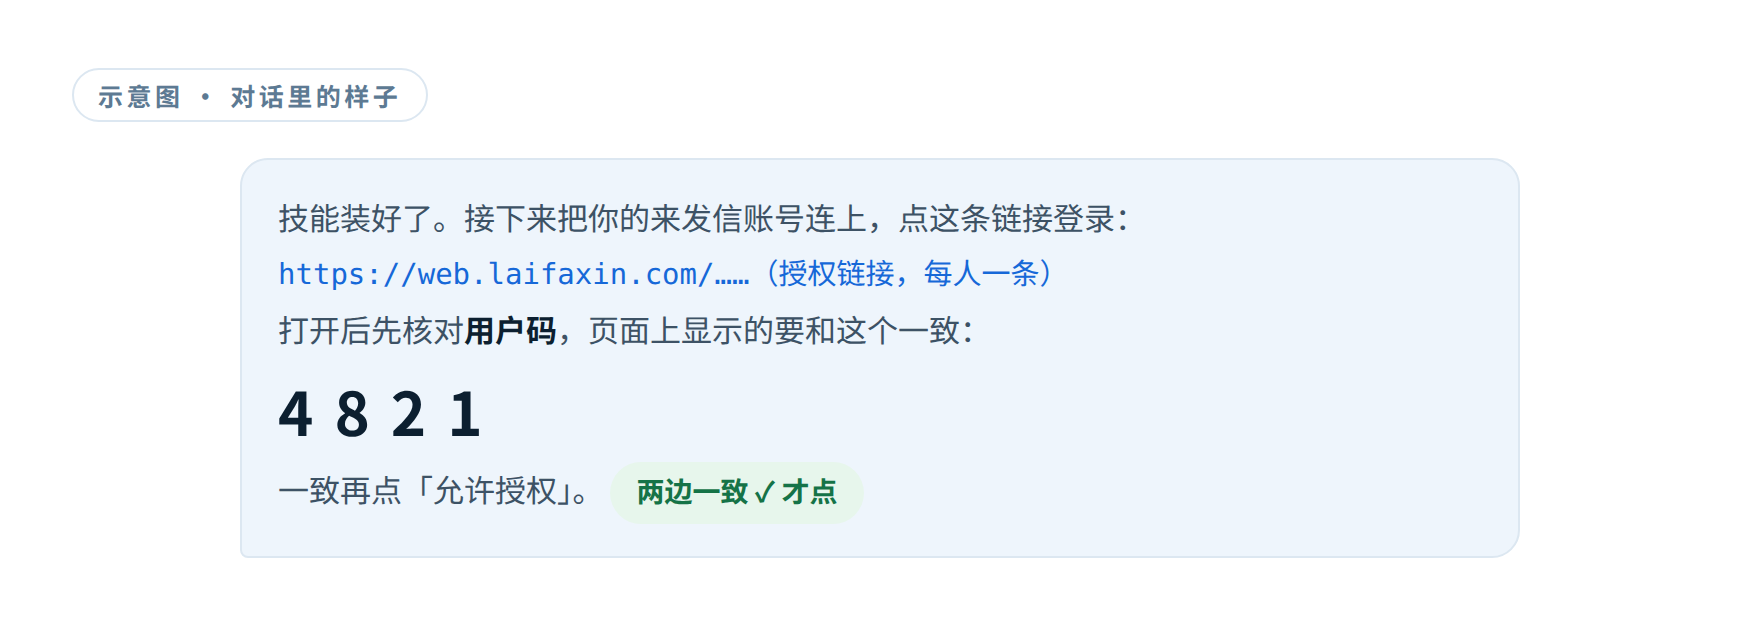 示意图 · 对话里的样子
技能装好了。接下来把你的来发信账号连上，点这条链接登录：
https://web.laifaxin.com/……（授权链接，每人一条）
打开后先核对用户码，页面上显示的要和这个一致：
4 8 2 1
一致再点「允许授权」。 两边一致 ✓ 才点